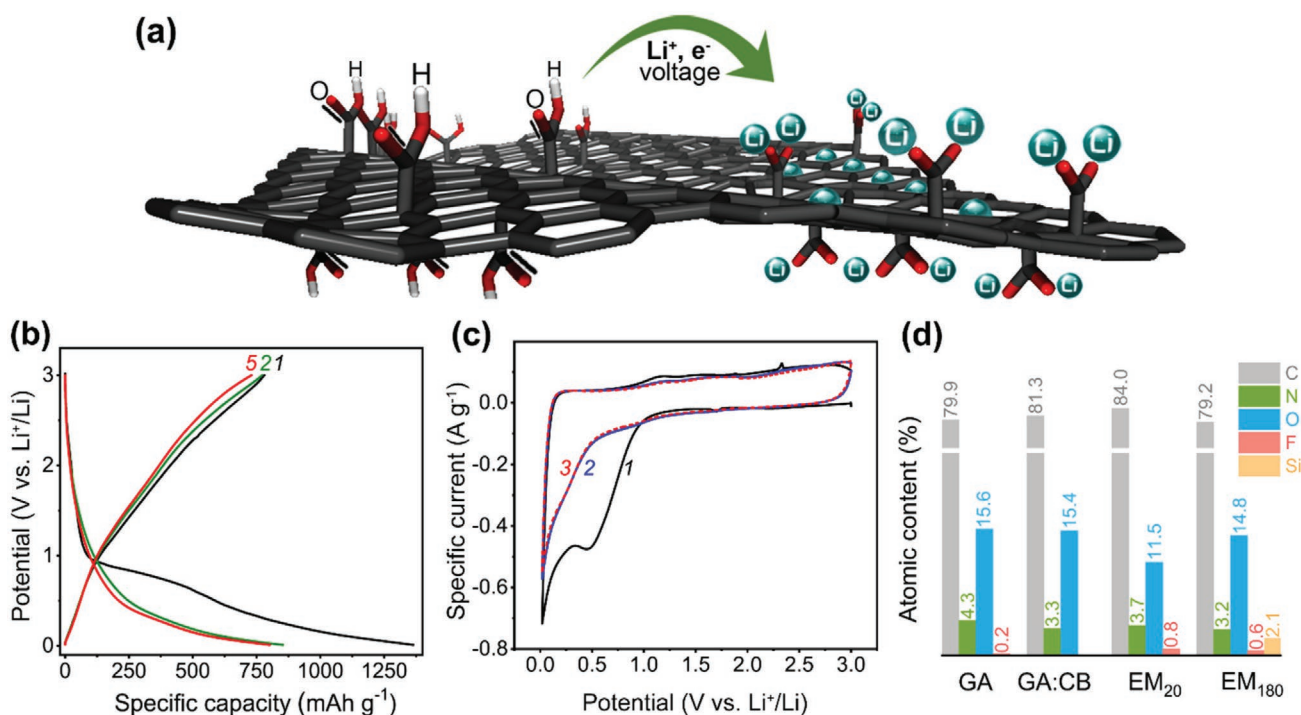 (a)
Li⁺, e⁻
voltage
H
H
H
O
O
Li
Li
Li
Li
Li
Li
Li
Li
Li
Li
Li
Li
Li
Li
(b)
Potential (V vs. Li⁺/Li)
3
2
1
0
5 2 1
0 250 500 750 1000 1250
Specific capacity (mAh g⁻¹)
(c)
Specific current (A g⁻¹)
0.0
-0.2
-0.4
-0.6
-0.8
3 2 1
0.0 0.5 1.0 1.5 2.0 2.5 3.0
Potential (V vs. Li⁺/Li)
(d)
Atomic content (%)
C
N
O
F
Si
79.9
4.3
15.6
0.2
81.3
3.3
15.4
84.0
3.7
11.5
0.8
79.2
3.2
14.8
0.6
2.1
GA GA:CB EM₂₀ EM₁₈₀